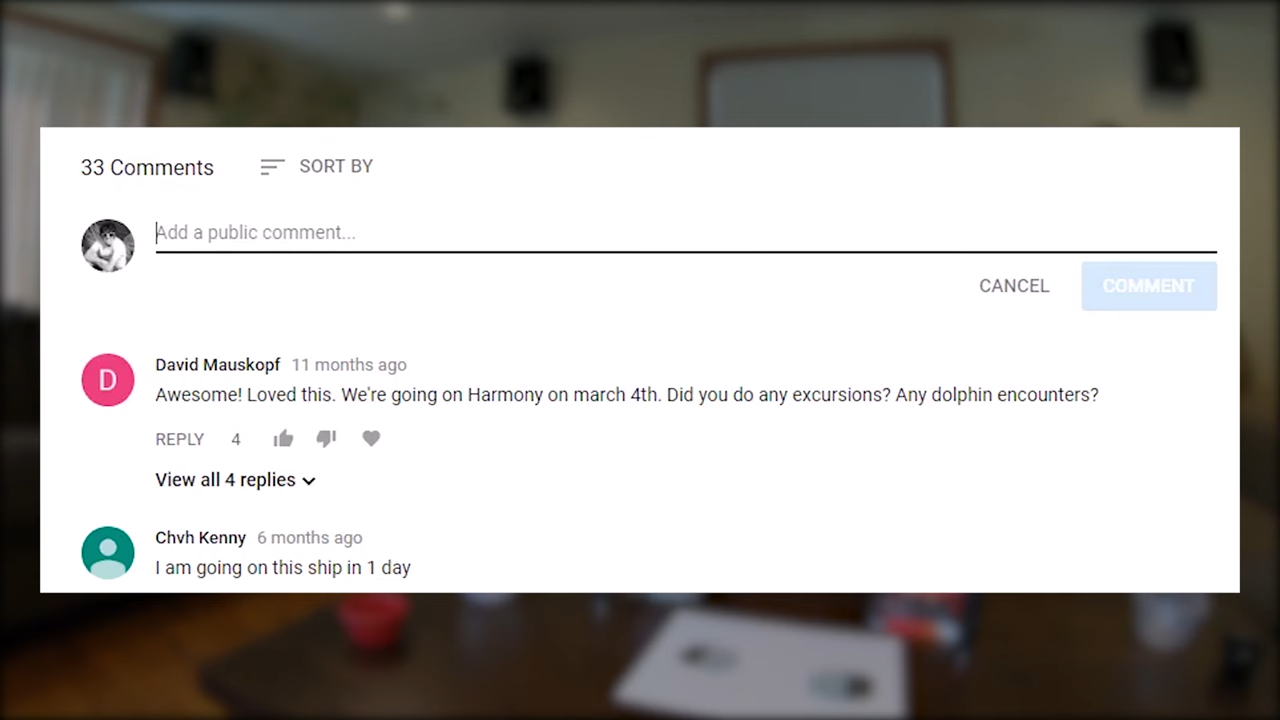 33 Comments SORT BY
Add a public comment...
CANCEL COMMENT
D
David Mauskopf 11 months ago
Awesome! Loved this. We're going on Harmony on march 4th. Did you do any excursions? Any dolphin encounters?
REPLY 4
View all 4 replies
Chvh Kenny 6 months ago
I am going on this ship in 1 day